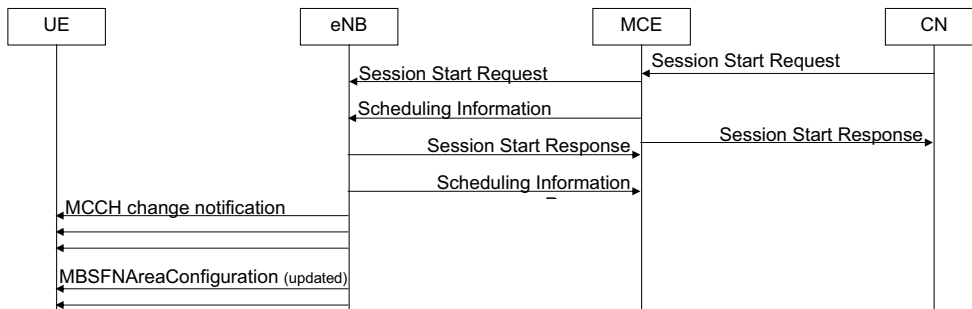 UE eNB MCE CN
Session Start Request
Session Start Request
Scheduling Information
Session Start Response
Session Start Response
Scheduling Information
MCCH change notification
MBSFNAreaConfiguration (updated)